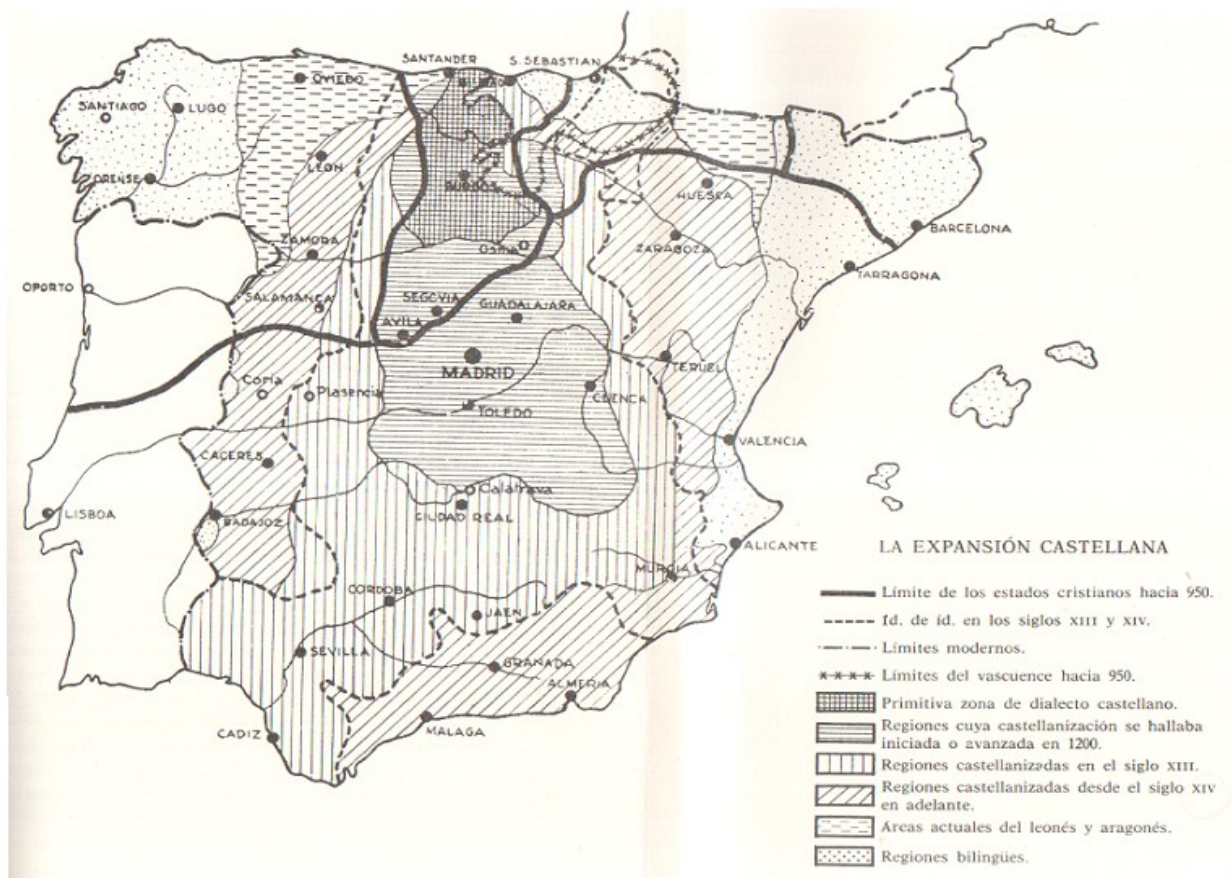 SANTANDER
S. SEBASTIAN
OVIEDO
SANTIAGO
LUGO
LEON
ORENSE
BURGOS
HUESCA
BARCELONA
ZAMORA
Osma
ZARAGOZA
TARRAGONA
OPORTO
SALAMANCA
SEGOVIA
GUADALAJARA
AVILA
MADRID
TERUEL
Coria
Plasencia
CUENCA
TOLEDO
VALENCIA
CACERES
Calatrava
LISBOA
BADAJOZ
CIUDAD REAL
ALICANTE
MURCIA
CORDOBA
JAEN
SEVILLA
GRANADA
ALMERIA
CADIZ
MALAGA
LA EXPANSIÓN CASTELLANA
Límite de los estados cristianos hacia 950.
Íd. de íd. en los siglos XIII y XIV.
Límites modernos.
Límites del vascuence hacia 950.
Primitiva zona de dialecto castellano.
Regiones cuya castellanización se hallaba
iniciada o avanzada en 1200.
Regiones castellanizadas en el siglo XIII.
Regiones castellanizadas desde el siglo XIV
en adelante.
Áreas actuales del leonés y aragonés.
Regiones bilingües.